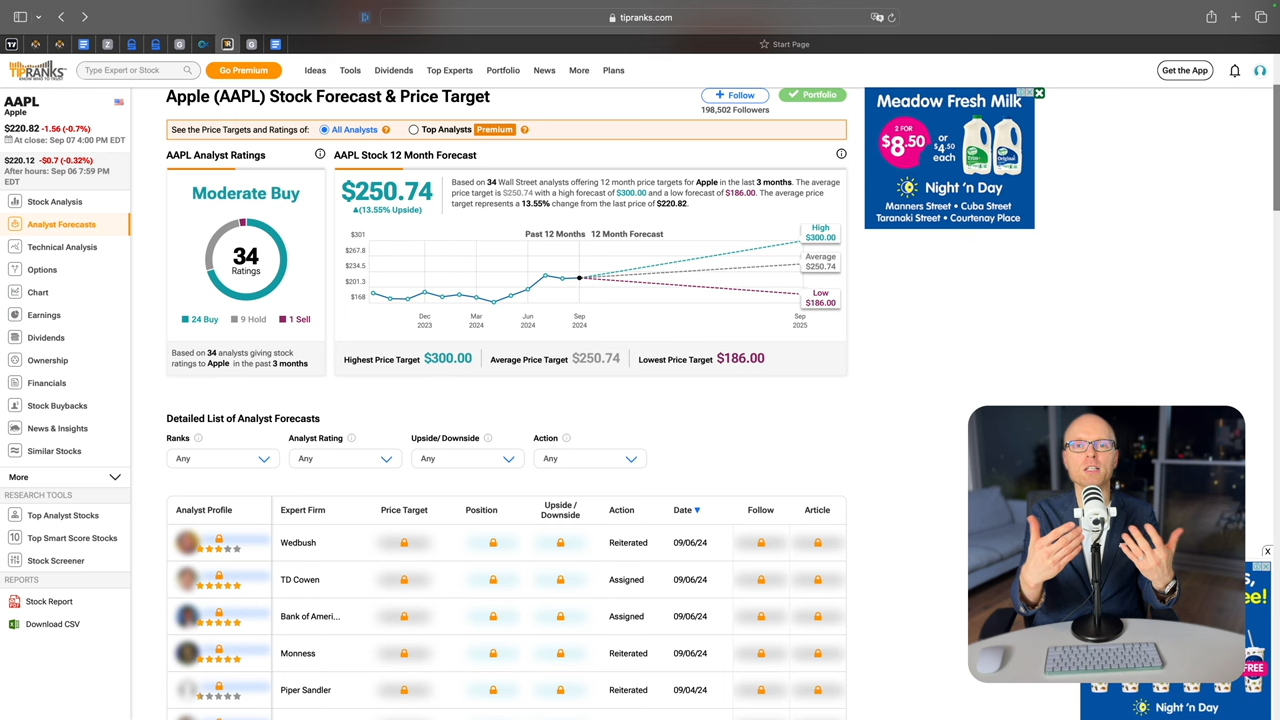 tipranks.com
Start Page
TIPRANKS
KNOW WHO TO TRUST
Type Expert or Stock
Go Premium
Ideas
Tools
Dividends
Top Experts
Portfolio
News
More
Plans
Get the App
AAPL
Apple
$220.82 -1.56 (-0.7%)
At close: Sep 07 4:00 PM EDT
$220.12 -$0.7 (-0.32%)
After hours: Sep 06 7:59 PM
EDT
Stock Analysis
Analyst Forecasts
Technical Analysis
Options
Chart
Earnings
Dividends
Ownership
Financials
Stock Buybacks
News & Insights
Similar Stocks
More
RESEARCH TOOLS
Top Analyst Stocks
Top Smart Score Stocks
Stock Screener
REPORTS
Stock Report
Download CSV
Apple (AAPL) Stock Forecast & Price Target
+ Follow
Portfolio
198,502 Followers
See the Price Targets and Ratings of:
All Analysts
Top Analysts
Premium
AAPL Analyst Ratings
Moderate Buy
34
Ratings
24 Buy
9 Hold
1 Sell
Based on 34 analysts giving stock
ratings to Apple in the past 3 months
AAPL Stock 12 Month Forecast
$250.74
▲(13.55% Upside)
Based on 34 Wall Street analysts offering 12 month price targets for Apple in the last 3 months. The average
price target is $250.74 with a high forecast of $300.00 and a low forecast of $186.00. The average price
target represents a 13.55% change from the last price of $220.82.
Past 12 Months
12 Month Forecast
$301
$267.8
$234.5
$201.3
$168
Dec
2023
Mar
2024
Jun
2024
Sep
2024
Sep
2025
High
$300.00
Average
$250.74
Low
$186.00
Highest Price Target $300.00
Average Price Target $250.74
Lowest Price Target $186.00
Detailed List of Analyst Forecasts
Ranks
Analyst Rating
Upside/ Downside
Action
Any
Any
Any
Any
Analyst Profile
Expert Firm
Price Target
Position
Upside /
Downside
Action
Date
Follow
Article
Wedbush
Reiterated
09/06/24
TD Cowen
Assigned
09/06/24
Bank of Ameri...
Assigned
09/06/24
Monness
Reiterated
09/06/24
Piper Sandler
Reiterated
09/04/24
Meadow Fresh Milk
2 FOR
$8.50
or
$4.50
each
Night 'n Day
Manners Street • Cuba Street
Taranaki Street • Courtenay Place
X
e!
FREE
Night 'n Day